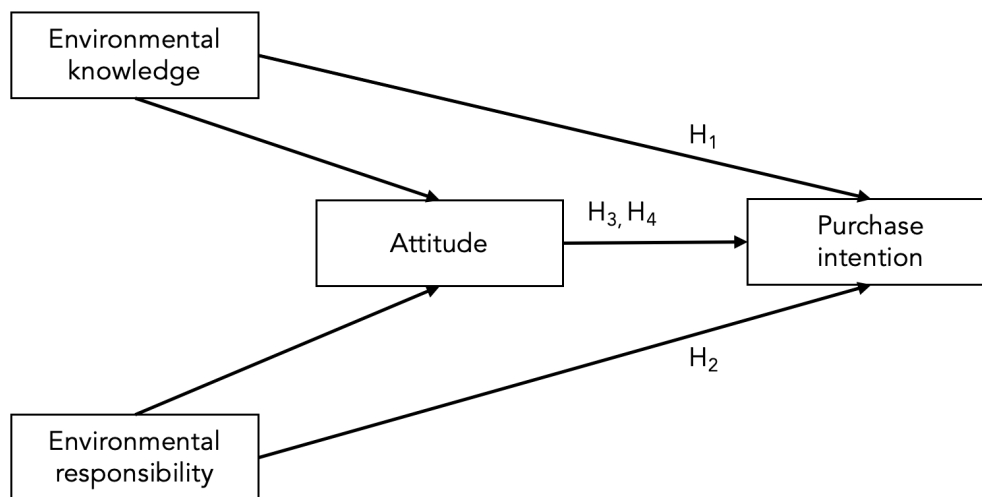 Environmental
knowledge
H₁
H₃, H₄
Attitude
Purchase
intention
H₂
Environmental
responsibility